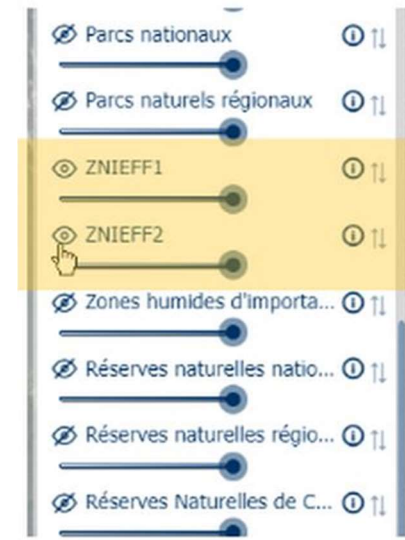 Parcs nationaux
Parcs naturels régionaux
ZNIEFF1
ZNIEFF2
Zones humides d'importa...
Réserves naturelles natio...
Réserves naturelles régio...
Réserves Naturelles de C...